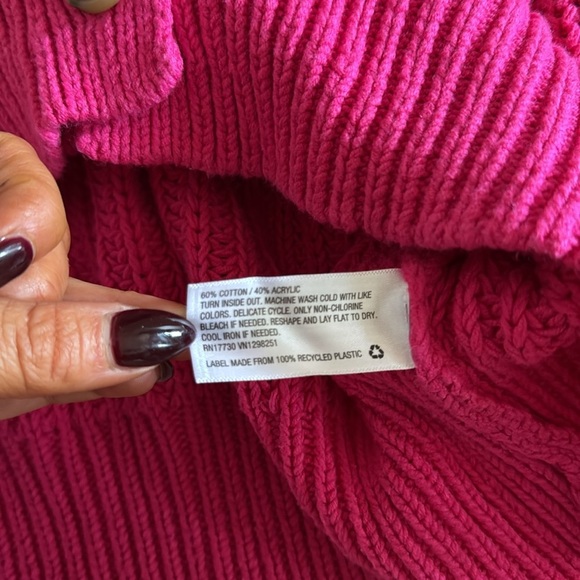 60% COTTON / 40% ACRYLIC
TURN INSIDE OUT. MACHINE WASH COLD WITH LIKE
COLORS. DELICATE CYCLE. ONLY NON-CHLORINE
BLEACH IF NEEDED. RESHAPE AND LAY FLAT TO DRY.
COOL IRON IF NEEDED.
RN17730 VN1298251
LABEL MADE FROM 100% RECYCLED PLASTIC